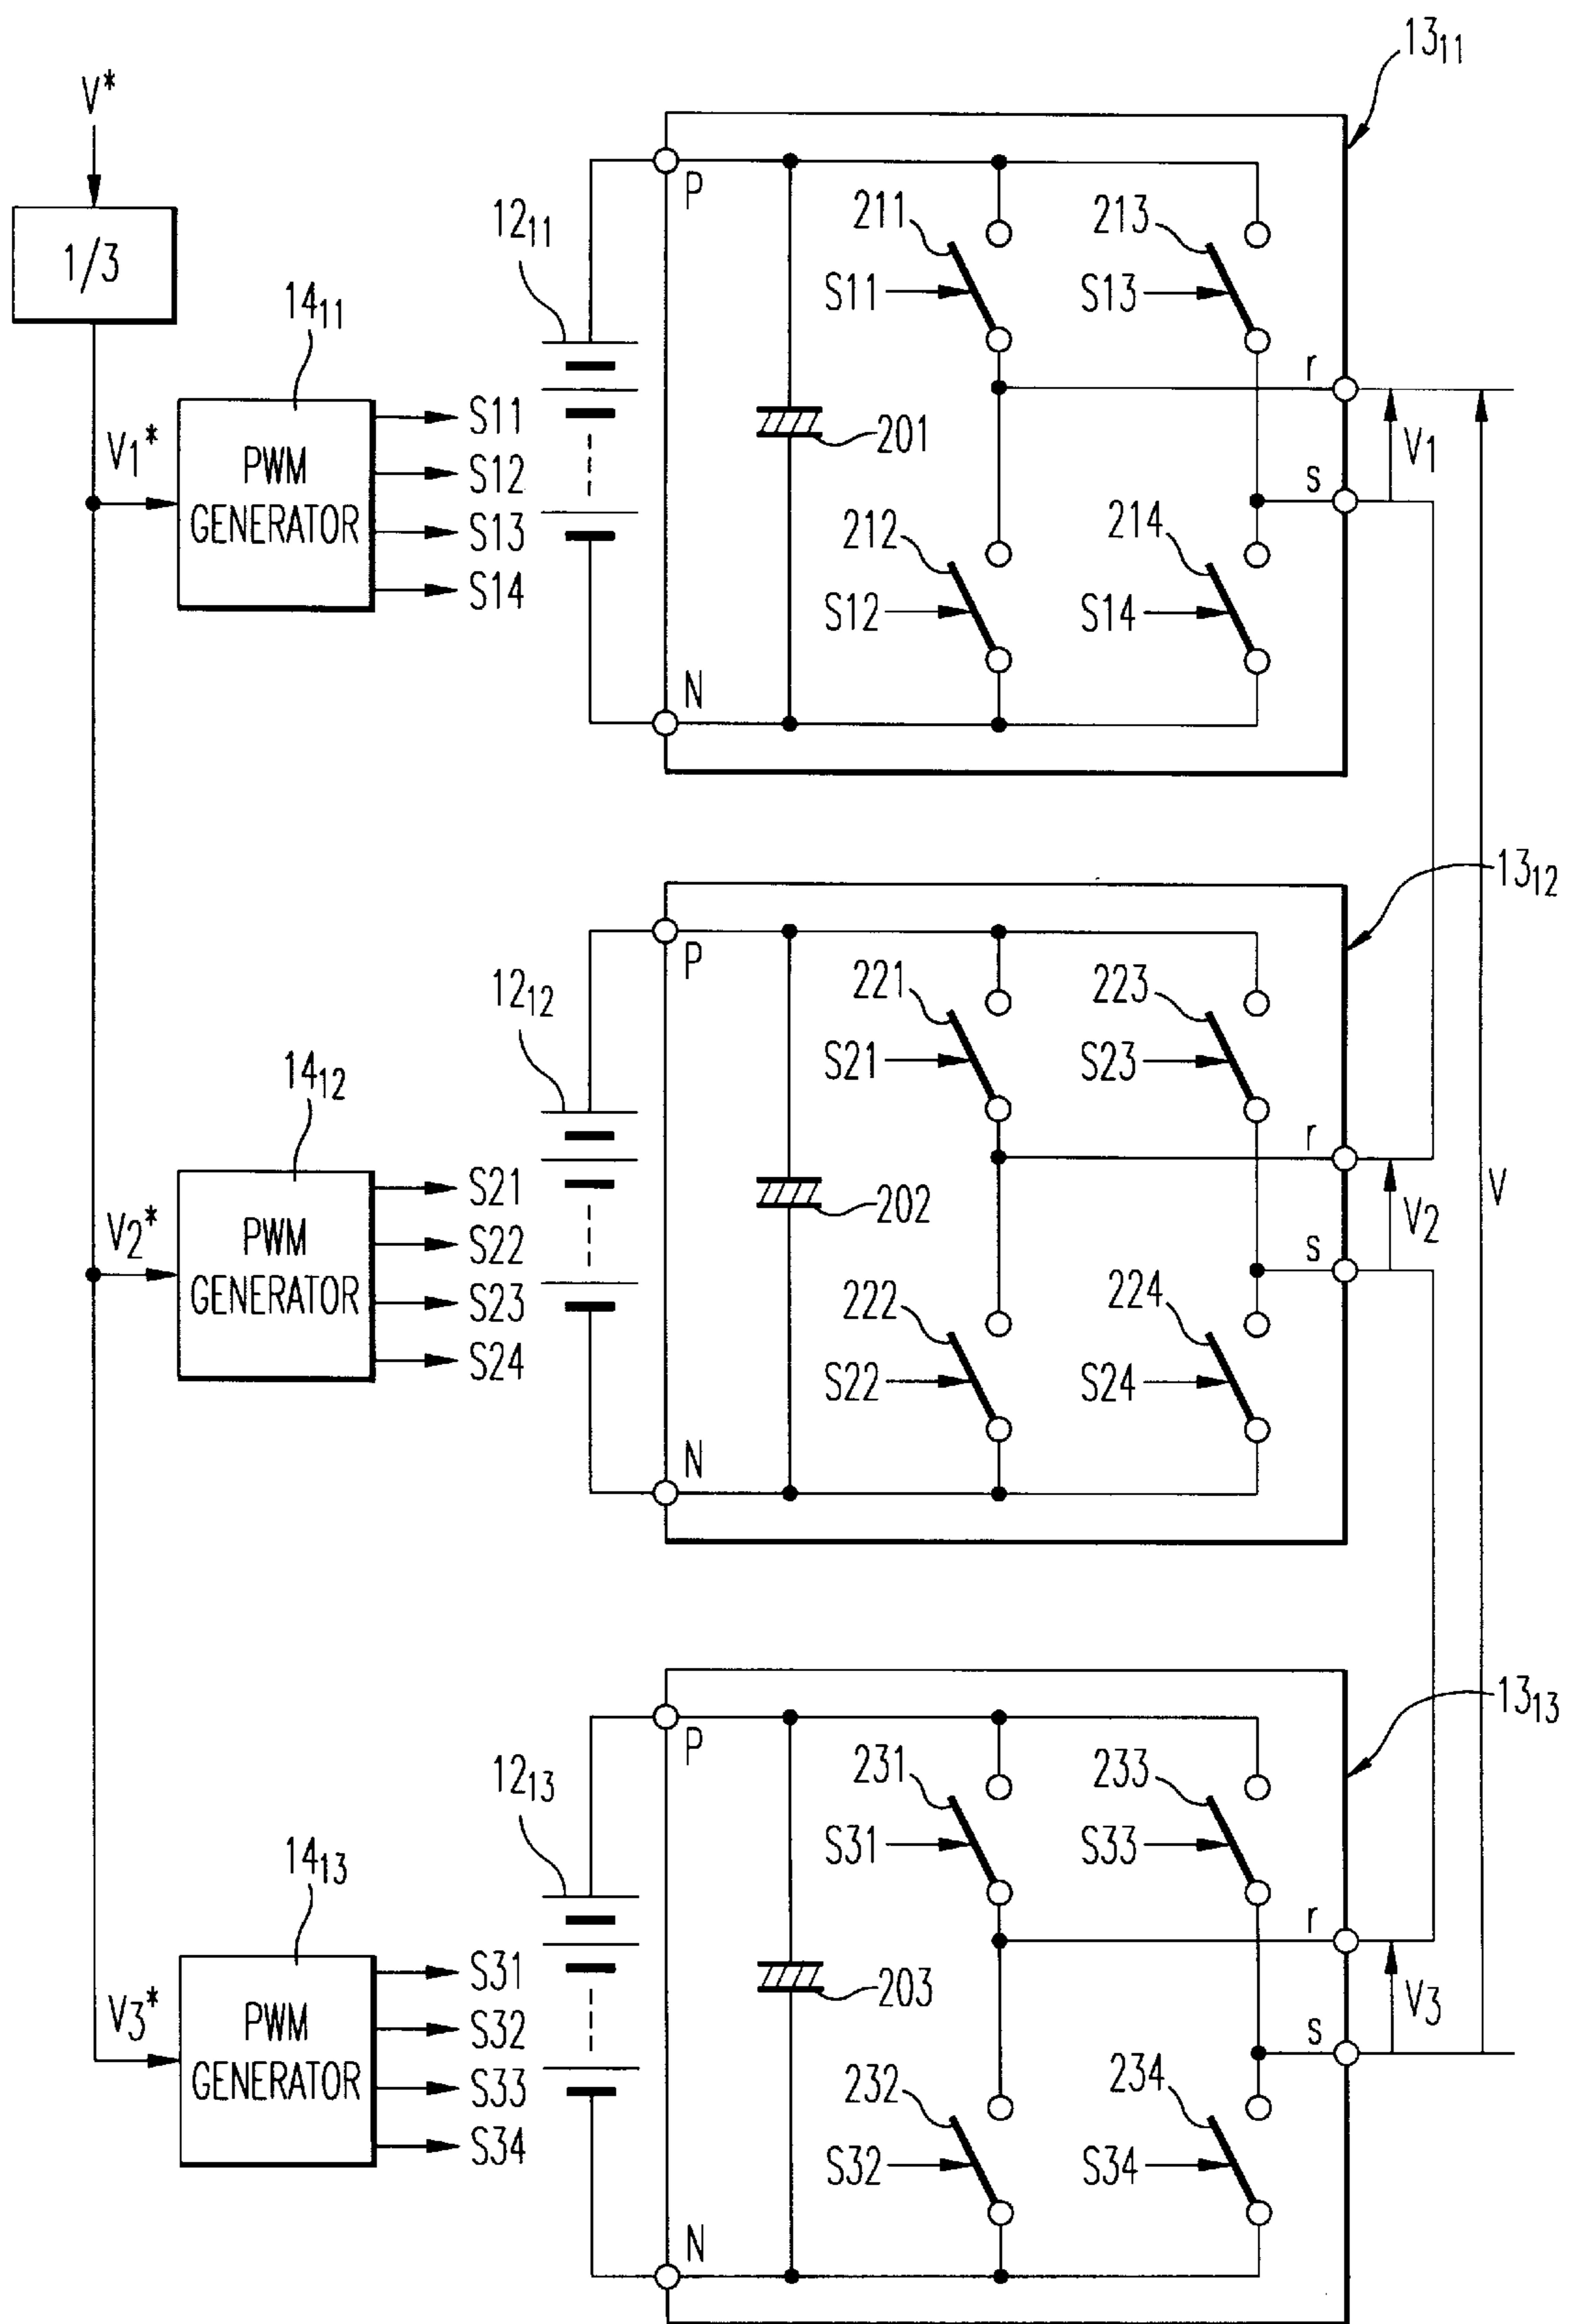 13₁₁
V*
P
12₁₁
211
213
1/3
14₁₁
S11
S13
r
V₁*
PWM
GENERATOR
S11
S12
S13
S14
201
V₁
s
212
214
S12
S14
N
13₁₂
P
12₁₂
221
223
14₁₂
S21
S23
r
V₂*
PWM
GENERATOR
S21
S22
S23
S24
202
V₂
V
s
222
224
S22
S24
N
13₁₃
P
12₁₃
231
233
14₁₃
S31
S33
r
V₃*
PWM
GENERATOR
S31
S32
S33
S34
203
V₃
s
232
234
S32
S34
N